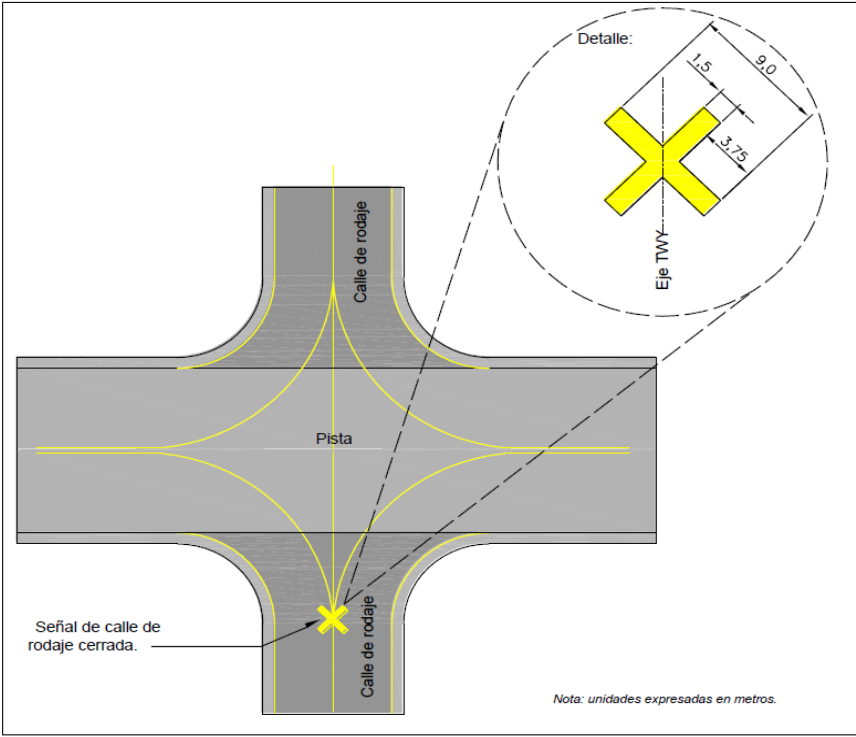 Detalle:
1,5
9,0
3,75
Eje TWY
Calle de rodaje
Pista
Señal de calle de
rodaje cerrada.
Calle de rodaje
Nota: unidades expresadas en metros.